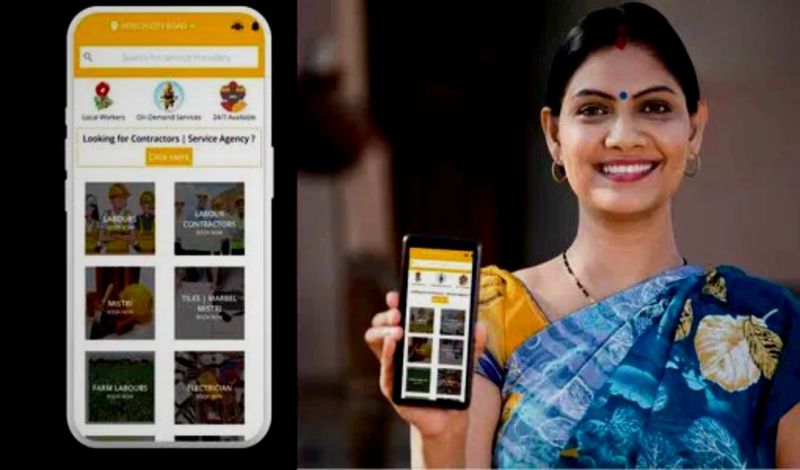 HITECH CITY ROAD
Search for Service
Local Workers
On-Demand Services
24/7 Available
Looking for Contractors | Service Agency ?
Click Here
LABOURS
BOOK NOW
LABOUR
CONTRACTORS
BOOK NOW
MISTRI
BOOK NOW
TILES | MARBEL
MISTRI
BOOK NOW
FARM LABOURS
BOOK NOW
ELECTRICIAN
BOOK NOW